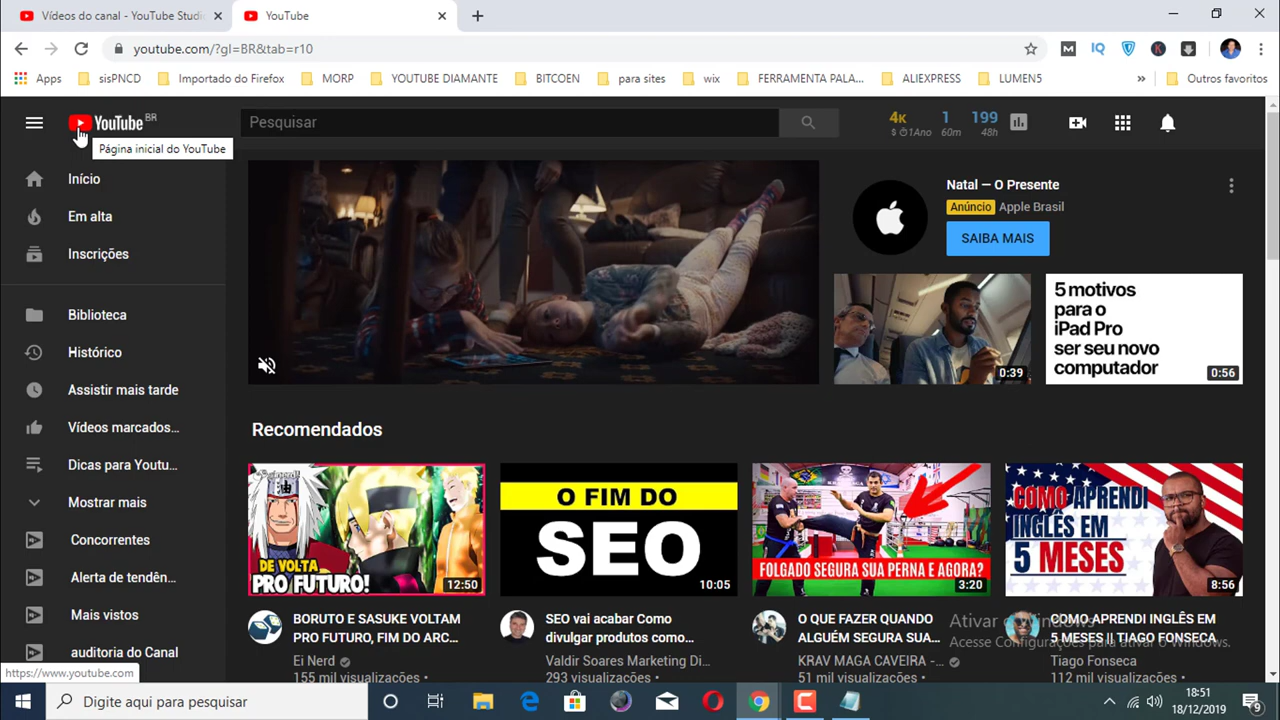 Vídeos do canal - YouTube Studi
YouTube
youtube.com/?gl=BR&tab=r10
Apps
sisPNCD
Importado do Firefox
MORP
YOUTUBE DIAMANTE
BITCOEN
para sites
wix
FERRAMENTA PALA...
ALIEXPRESS
LUMEN5
»
Outros favoritos
YouTube BR
Pesquisar
4K
$ 1Ano
1
60m
199
48h
Página inicial do YouTube
Início
Em alta
Inscrições
Biblioteca
Histórico
Assistir mais tarde
Vídeos marcados...
Dicas para Youtu...
Mostrar mais
Concorrentes
Alerta de tendên...
Mais vistos
auditoria do Canal
Natal — O Presente
Anúncio Apple Brasil
SAIBA MAIS
0:39
5 motivos
para o
iPad Pro
ser seu novo
computador
0:56
Recomendados
DE VOLTA
PRO FUTURO!
12:50
O FIM DO
SEO
10:05
FOLGADO SEGURA SUA PERNA E AGORA?
3:20
COMO APRENDI
INGLÊS EM
5 MESES
8:56
BORUTO E SASUKE VOLTAM
PRO FUTURO, FIM DO ARC...
Ei Nerd
155 mil visualizações
SEO vai acabar Como
divulgar produtos como...
Valdir Soares Marketing Di...
293 visualizações
O QUE FAZER QUANDO
ALGUÉM SEGURA SUA...
KRAV MAGA CAVEIRA -...
51 mil visualizações
COMO APRENDI INGLÊS EM
5 MESES II TIAGO FONSECA
Tiago Fonseca
112 mil visualizações
Ativar o Windows
Acesse Configurações para ativar o Windows.
https://www.youtube.com
Digite aqui para pesquisar
18:51
18/12/2019
9